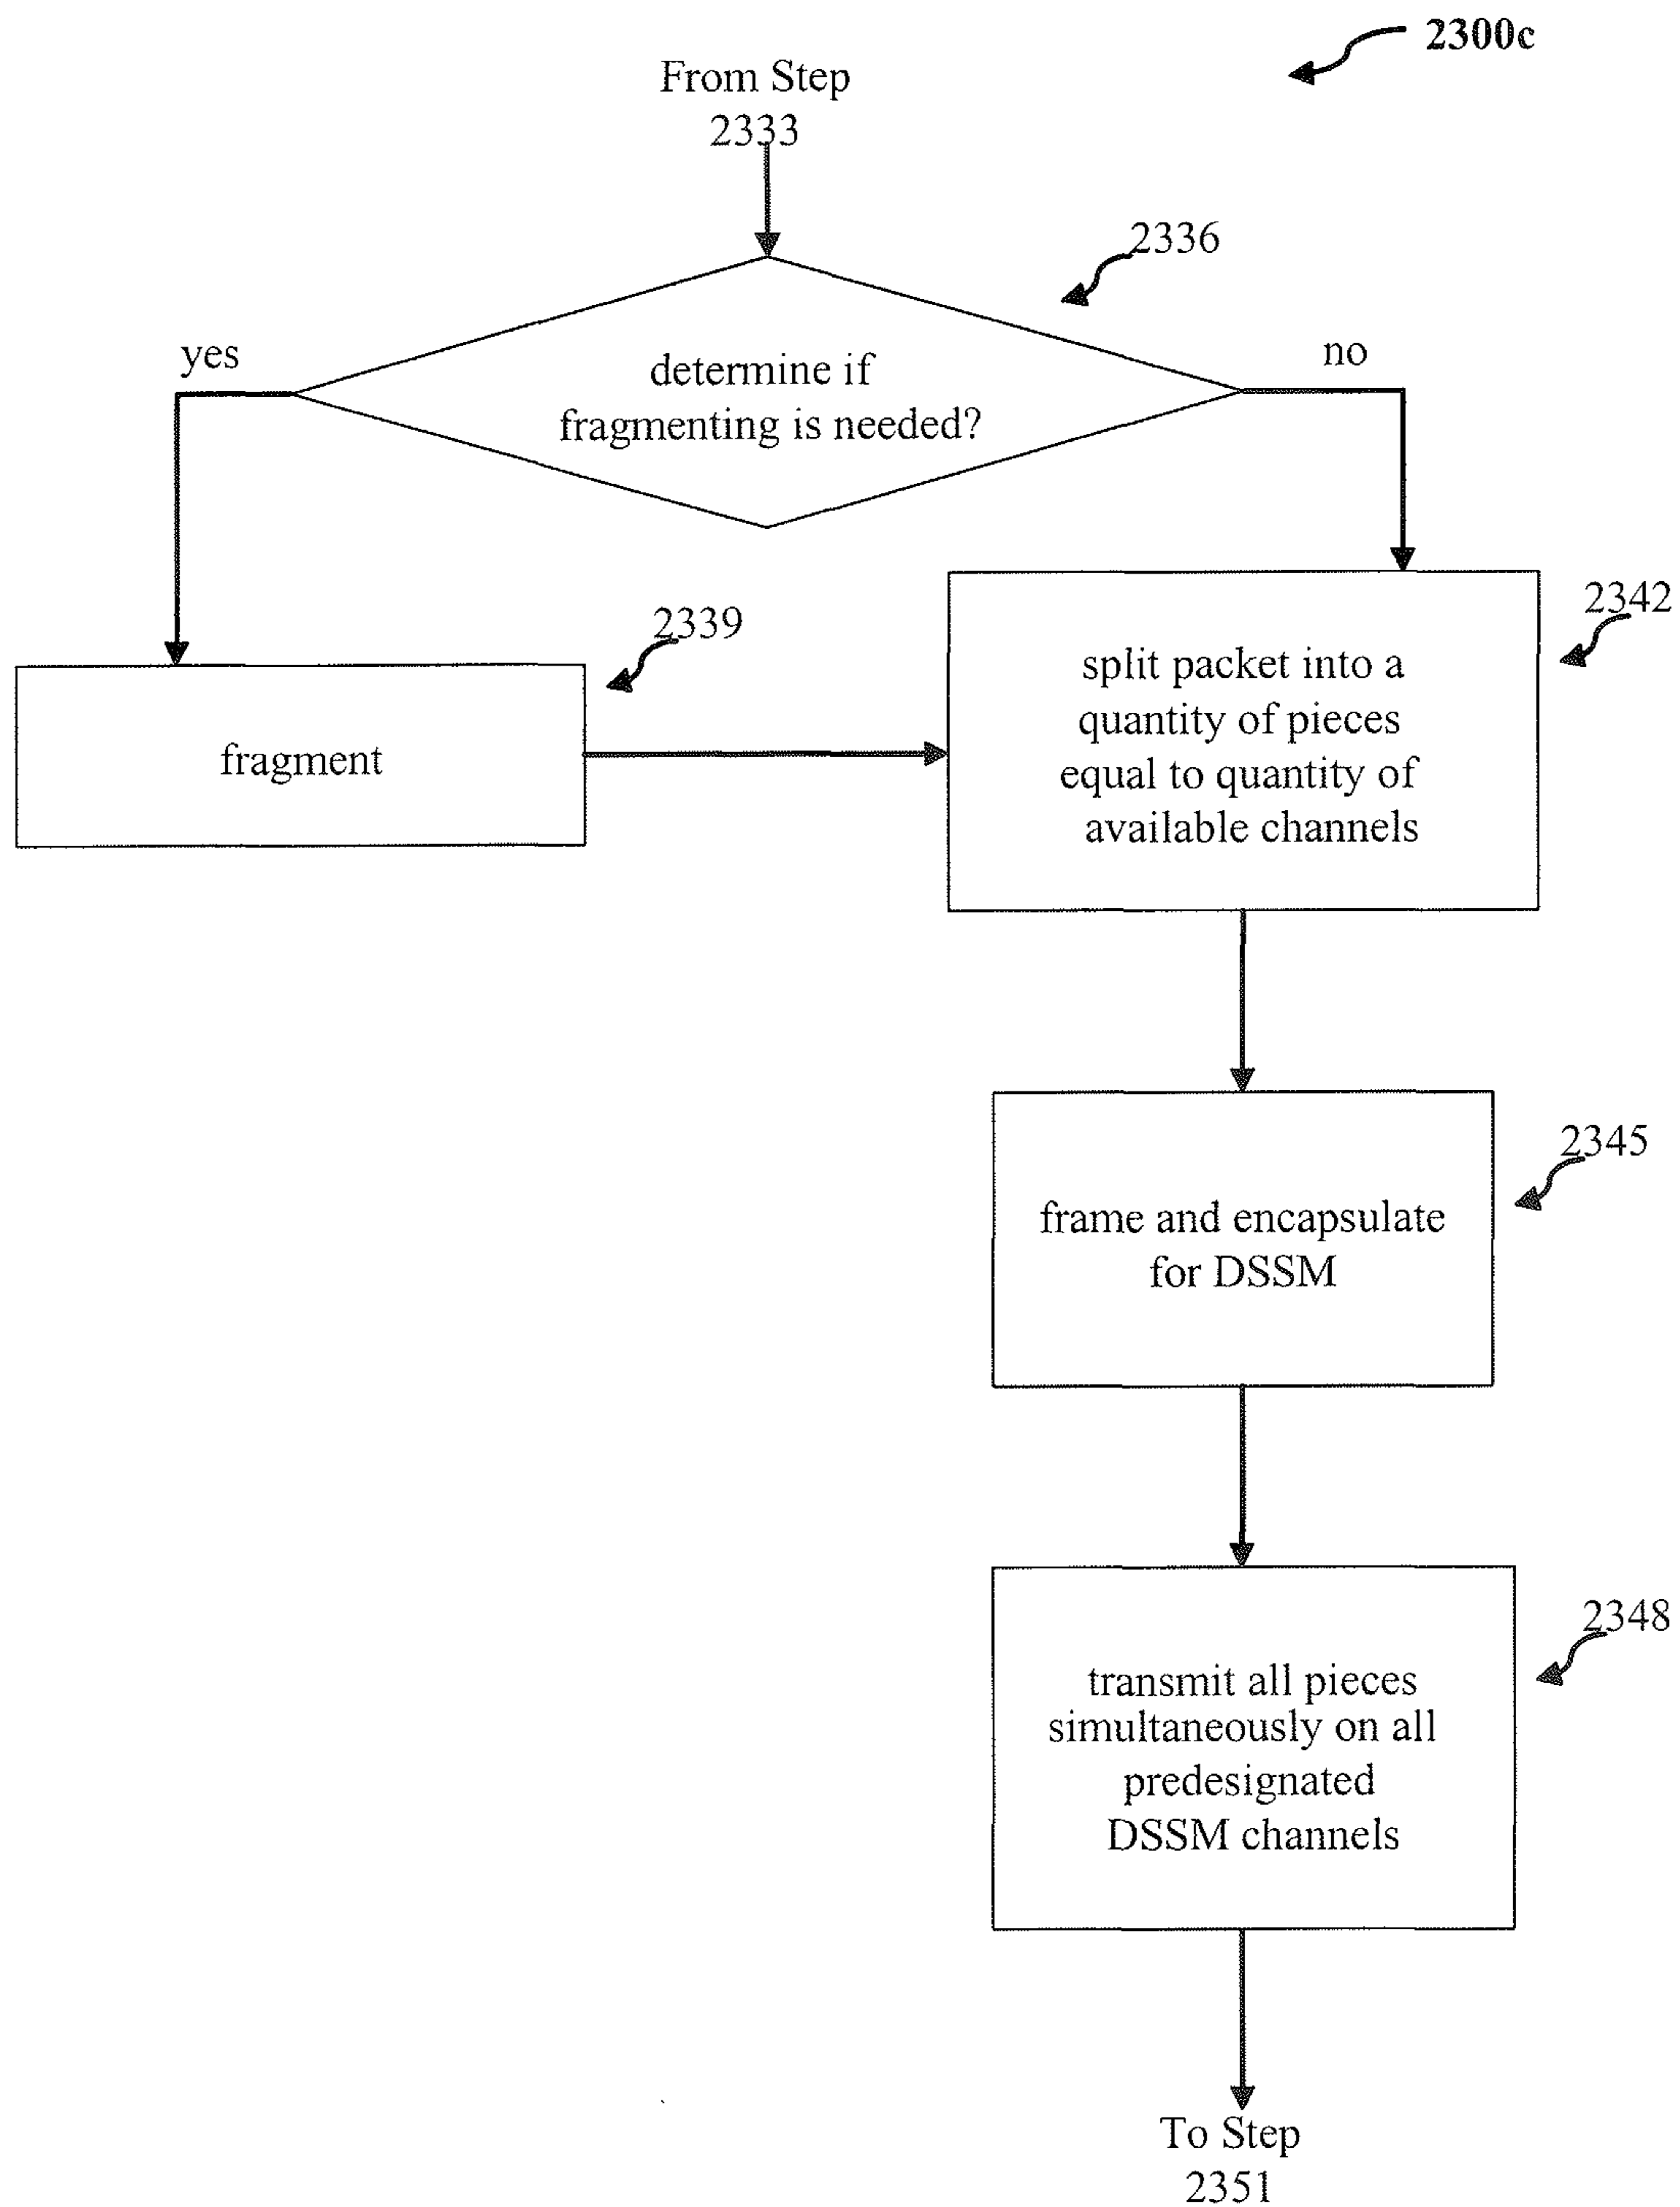 2300c
From Step
2333
2336
yes
no
determine if
fragmenting is needed?
2339
fragment
2342
split packet into a
quantity of pieces
equal to quantity of
available channels
2345
frame and encapsulate
for DSSM
2348
transmit all pieces
simultaneously on all
predesignated
DSSM channels
To Step
2351